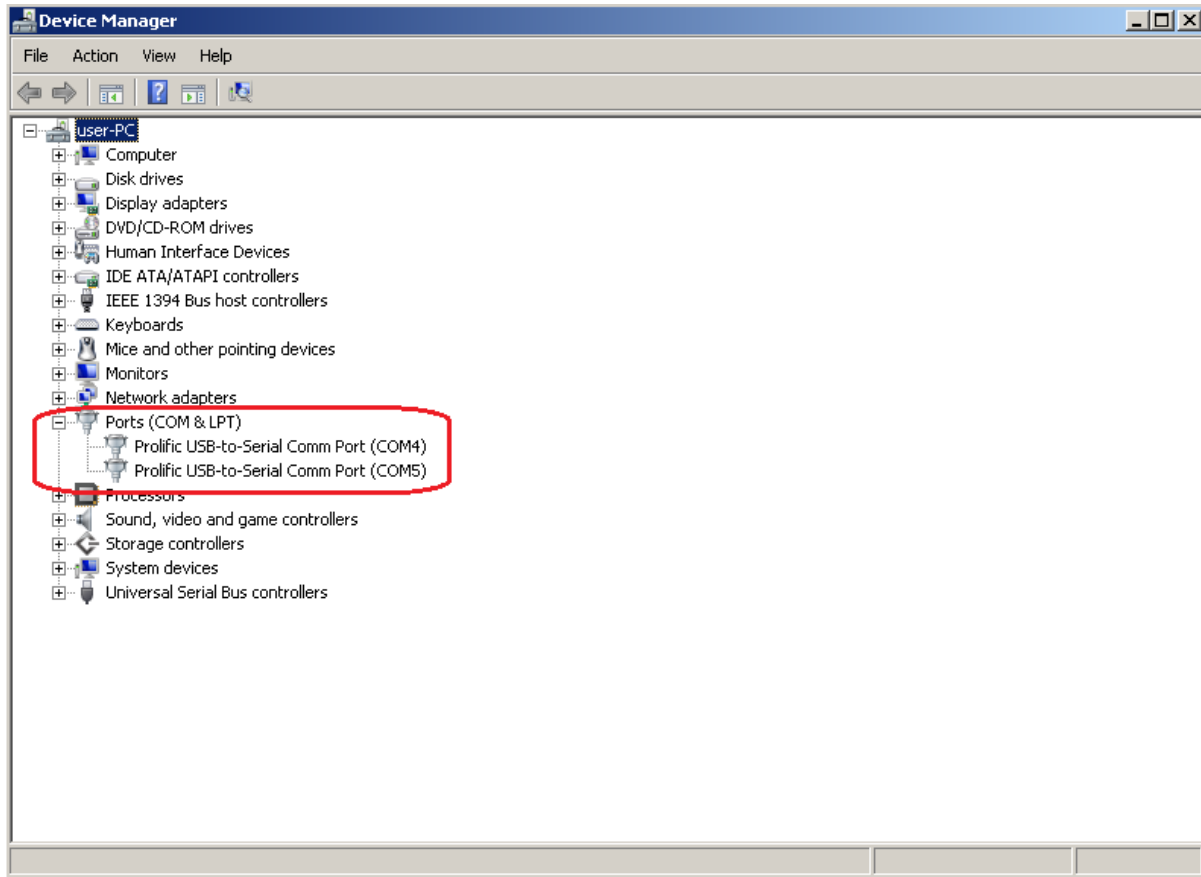 Device Manager
File Action View Help
user-PC
Computer
Disk drives
Display adapters
DVD/CD-ROM drives
Human Interface Devices
IDE ATA/ATAPI controllers
IEEE 1394 Bus host controllers
Keyboards
Mice and other pointing devices
Monitors
Network adapters
Ports (COM & LPT)
Prolific USB-to-Serial Comm Port (COM4)
Prolific USB-to-Serial Comm Port (COM5)
Processors
Sound, video and game controllers
Storage controllers
System devices
Universal Serial Bus controllers